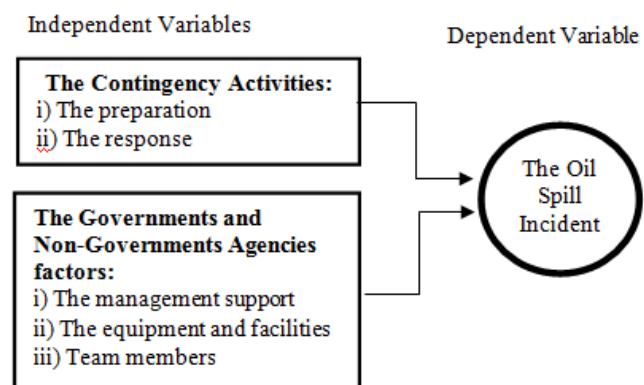 Independent Variables
Dependent Variable
The Contingency Activities:
i) The preparation
ii) The response
The Governments and
Non-Governments Agencies
factors:
i) The management support
ii) The equipment and facilities
iii) Team members
The Oil
Spill
Incident